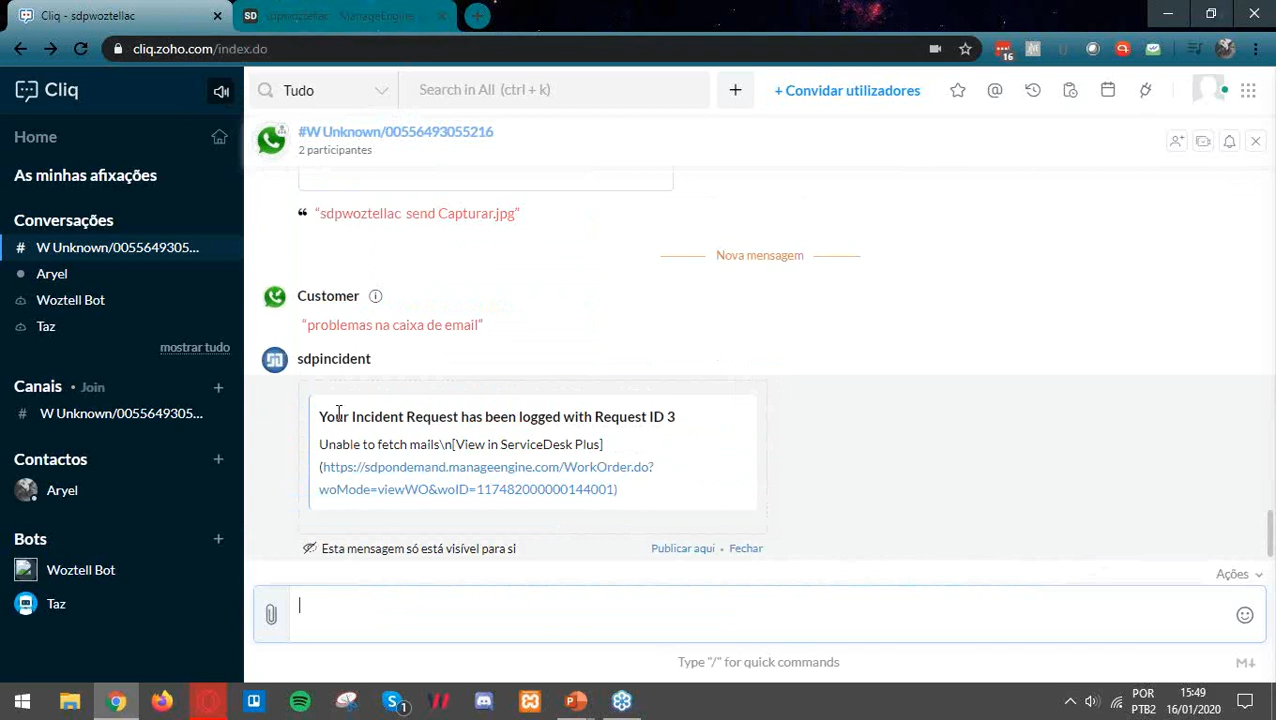 Cliq - sdpwoztellac
SD sdpwoztellac - ManageEngine
cliq.zoho.com/index.do
16
Cliq
Tudo
Search in All (ctrl + k)
+ Convidar utilizadores
Home
As minhas afixações
Conversações
# W Unknown/0055649305...
Aryel
Woztell Bot
Taz
mostrar tudo
Canais Join
# W Unknown/0055649305...
Contactos
Aryel
Bots
Woztell Bot
Taz
#W Unknown/00556493055216
2 participantes
❝ “sdpwoztellac send Capturar.jpg”
Nova mensagem
Customer
“problemas na caixa de email”
sdpincident
Your Incident Request has been logged with Request ID 3
Unable to fetch mails\n[View in ServiceDesk Plus]
(https://sdpondemand.manageengine.com/WorkOrder.do?
woMode=viewWO&woID=117482000000144001)
Esta mensagem só está visível para si
Publicar aqui • Fechar
Ações
Type "/" for quick commands
M↓
1
POR
PTB2
15:49
16/01/2020